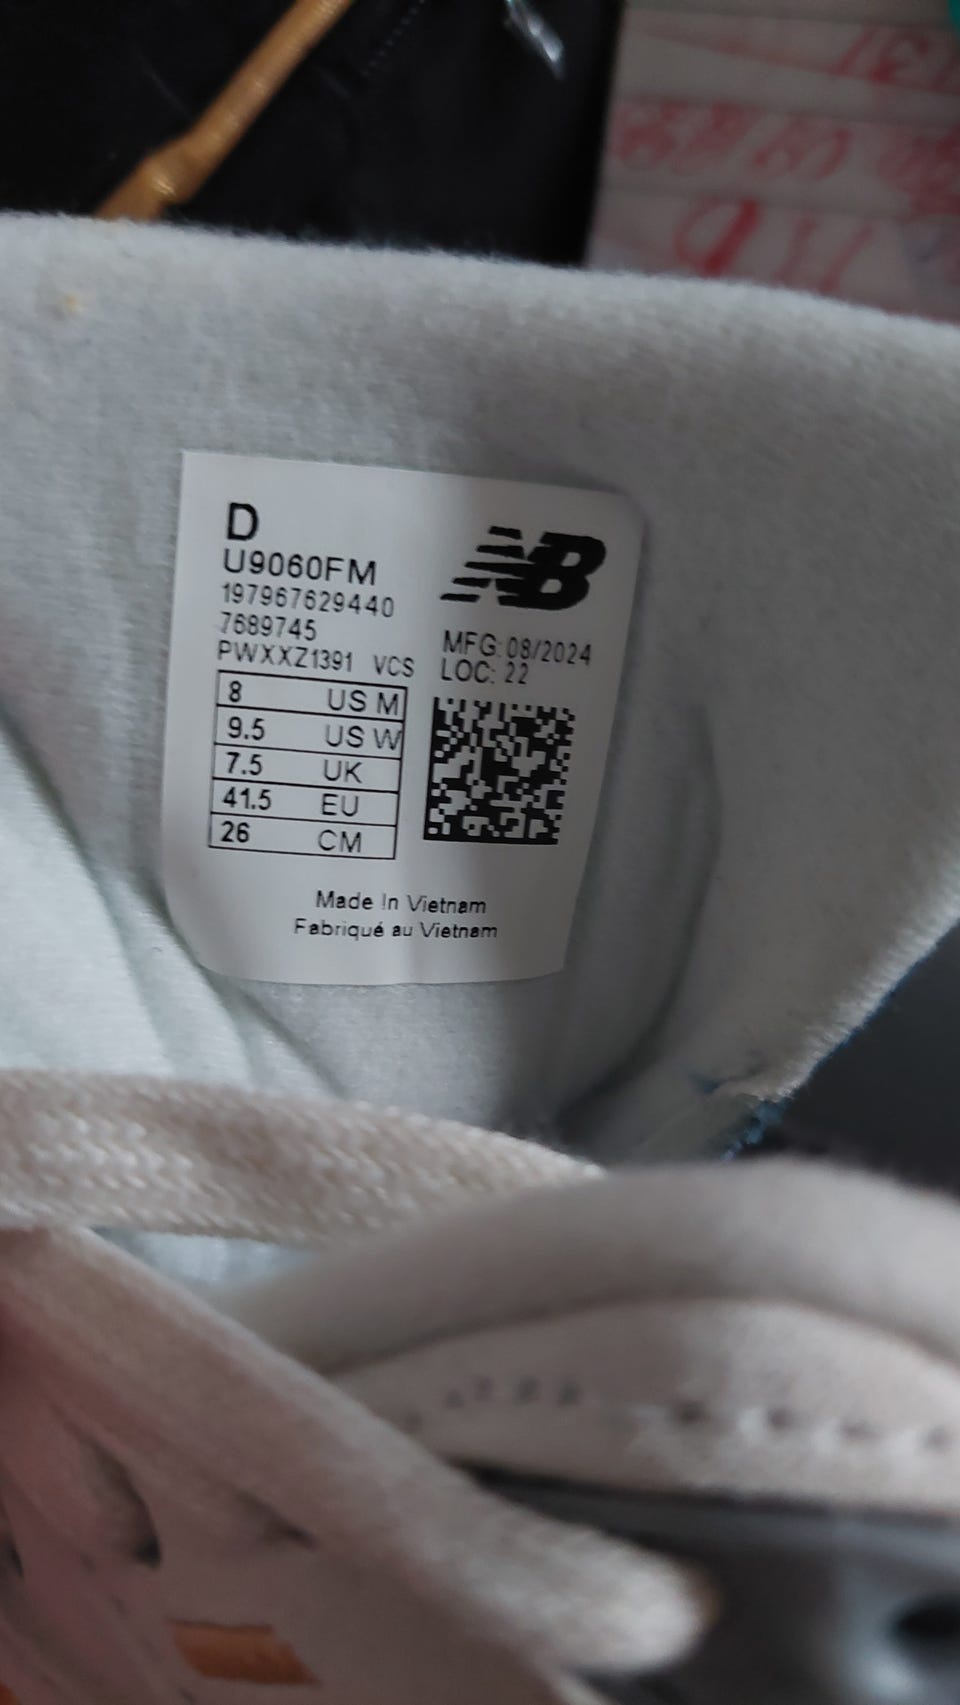 D
U9060FM
197967629440
7689745
PWXXZ1391 VCS
NB
MFG: 08/2024
LOC: 22
8 US M
9.5 US W
7.5 UK
41.5 EU
26 CM
Made In Vietnam
Fabriqué au Vietnam